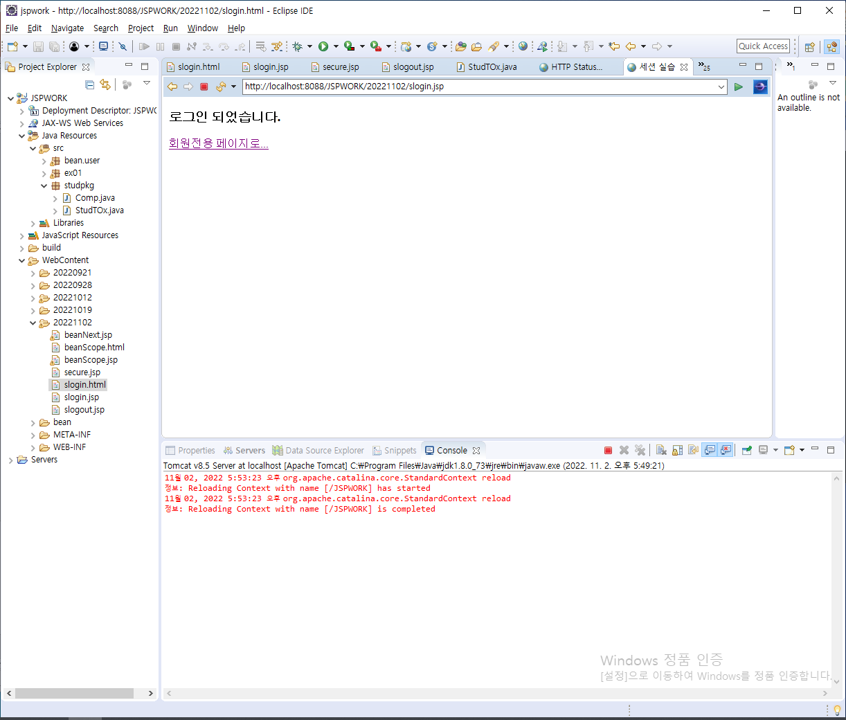 jspwork - http://localhost:8088/JSPWORK/20221102/slogin.html - Eclipse IDE
File Edit Navigate Search Project Run Window Help
Quick Access
Project Explorer
slogin.html slogin.jsp secure.jsp slogout.jsp StudTOx.java HTTP Status... 세션 실습 »25
»1
http://localhost:8088/JSPWORK/20221102/slogin.jsp
An outline is not
available.
로그인 되었습니다.
회원전용 페이지로...
JSPWORK
Deployment Descriptor: JSPWO
JAX-WS Web Services
Java Resources
src
bean.user
ex01
studpkg
Comp.java
StudTOx.java
Libraries
JavaScript Resources
build
WebContent
20220921
20220928
20221012
20221019
20221102
beanNext.jsp
beanScope.html
beanScope.jsp
secure.jsp
slogin.html
slogin.jsp
slogout.jsp
bean
META-INF
WEB-INF
Servers
Properties Servers Data Source Explorer Snippets Console
Tomcat v8.5 Server at localhost [Apache Tomcat] C:₩Program Files₩Java₩jdk1.8.0_73₩jre₩bin₩javaw.exe (2022. 11. 2. 오후 5:49:21)
11월 02, 2022 5:53:23 오후 org.apache.catalina.core.StandardContext reload
정보: Reloading Context with name [/JSPWORK] has started
11월 02, 2022 5:53:23 오후 org.apache.catalina.core.StandardContext reload
정보: Reloading Context with name [/JSPWORK] is completed
Windows 정품 인증
[설정]으로 이동하여 Windows를 정품 인증합니다.